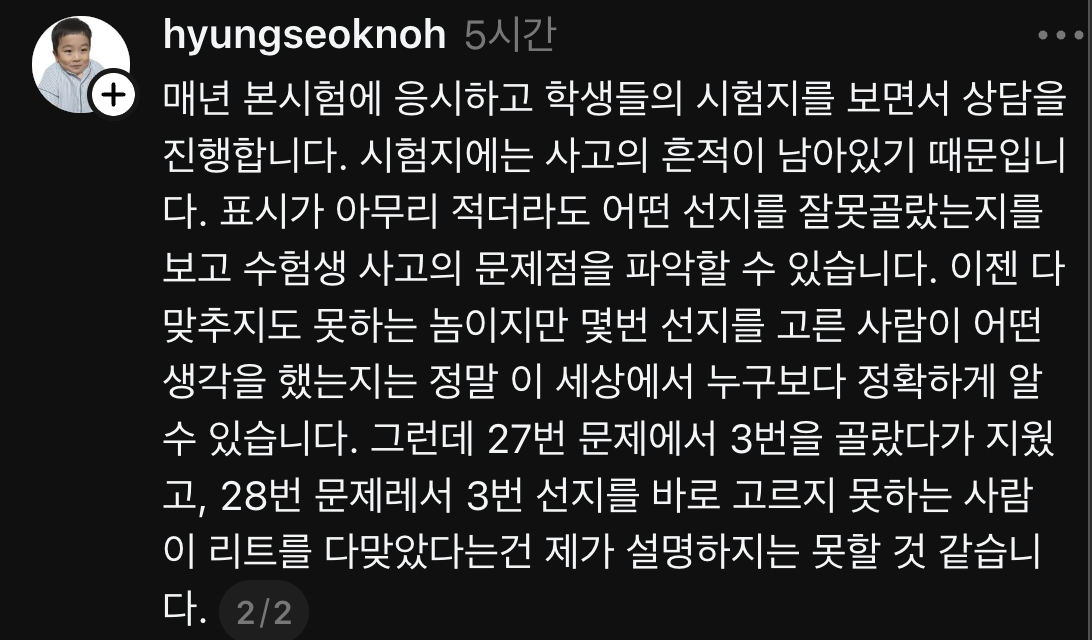 hyungseoknoh 5시간
매년 본시험에 응시하고 학생들의 시험지를 보면서 상담을
진행합니다. 시험지에는 사고의 흔적이 남아있기 때문입니
다. 표시가 아무리 적더라도 어떤 선지를 잘못골랐는지를
보고 수험생 사고의 문제점을 파악할 수 있습니다. 이젠 다
맞추지도 못하는 놈이지만 몇번 선지를 고른 사람이 어떤
생각을 했는지는 정말 이 세상에서 누구보다 정확하게 알
수 있습니다. 그런데 27번 문제에서 3번을 골랐다가 지웠
고, 28번 문제레서 3번 선지를 바로 고르지 못하는 사람
이 리트를 다맞았다는건 제가 설명하지는 못할 것 같습니
다. 2/2